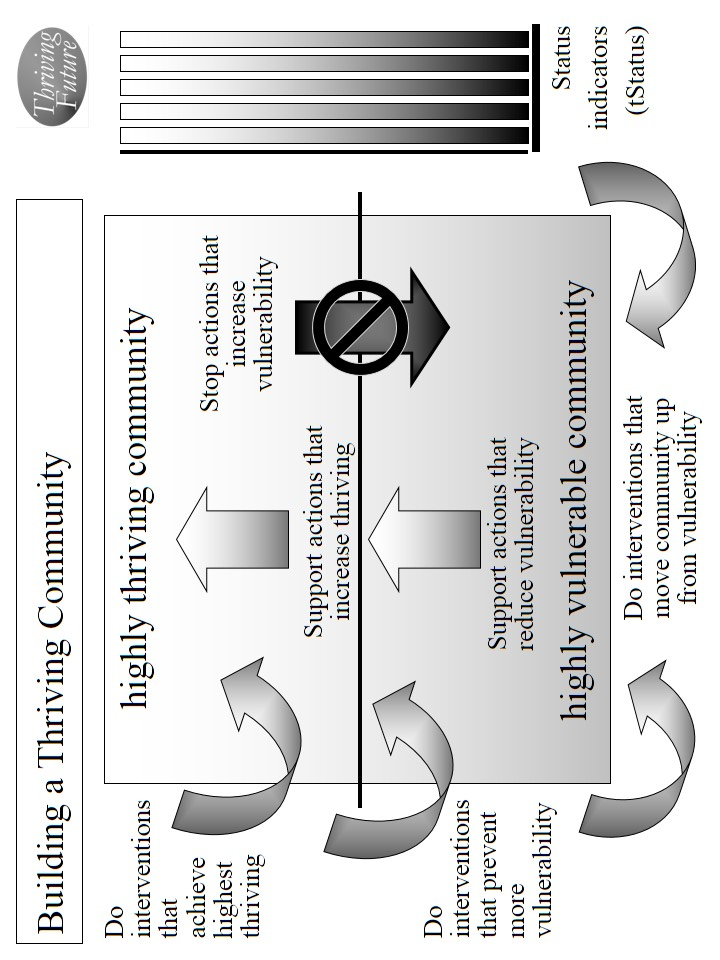 Building a Thriving Community
Thriving
Future
highly thriving community
Do
interventions
that
achieve
highest
thriving
Stop actions that
increase
vulnerability
Support actions that
increase thriving
Do
interventions
that prevent
more
vulnerability
Support actions that
reduce vulnerability
highly vulnerable community
Do interventions that
move community up
from vulnerability
Status
indicators
(tStatus)